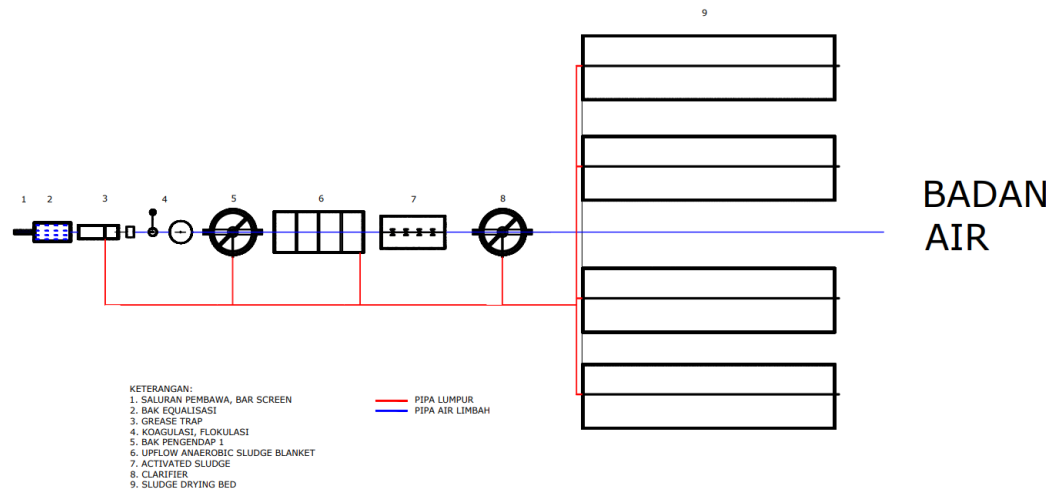 9
BADAN
AIR
1
2
3
4
5
6
7
8
KETERANGAN:
1. SALURAN PEMBAWA, BAR SCREEN
2. BAK EQUALISASI
3. GREASE TRAP
4. KOAGULASI, FLOKULASI
5. BAK PENGENDAP 1
6. UPFLOW ANAEROBIC SLUDGE BLANKET
7. ACTIVATED SLUDGE
8. CLARIFIER
9. SLUDGE DRYING BED
PIPA LUMPUR
PIPA AIR LIMBAH